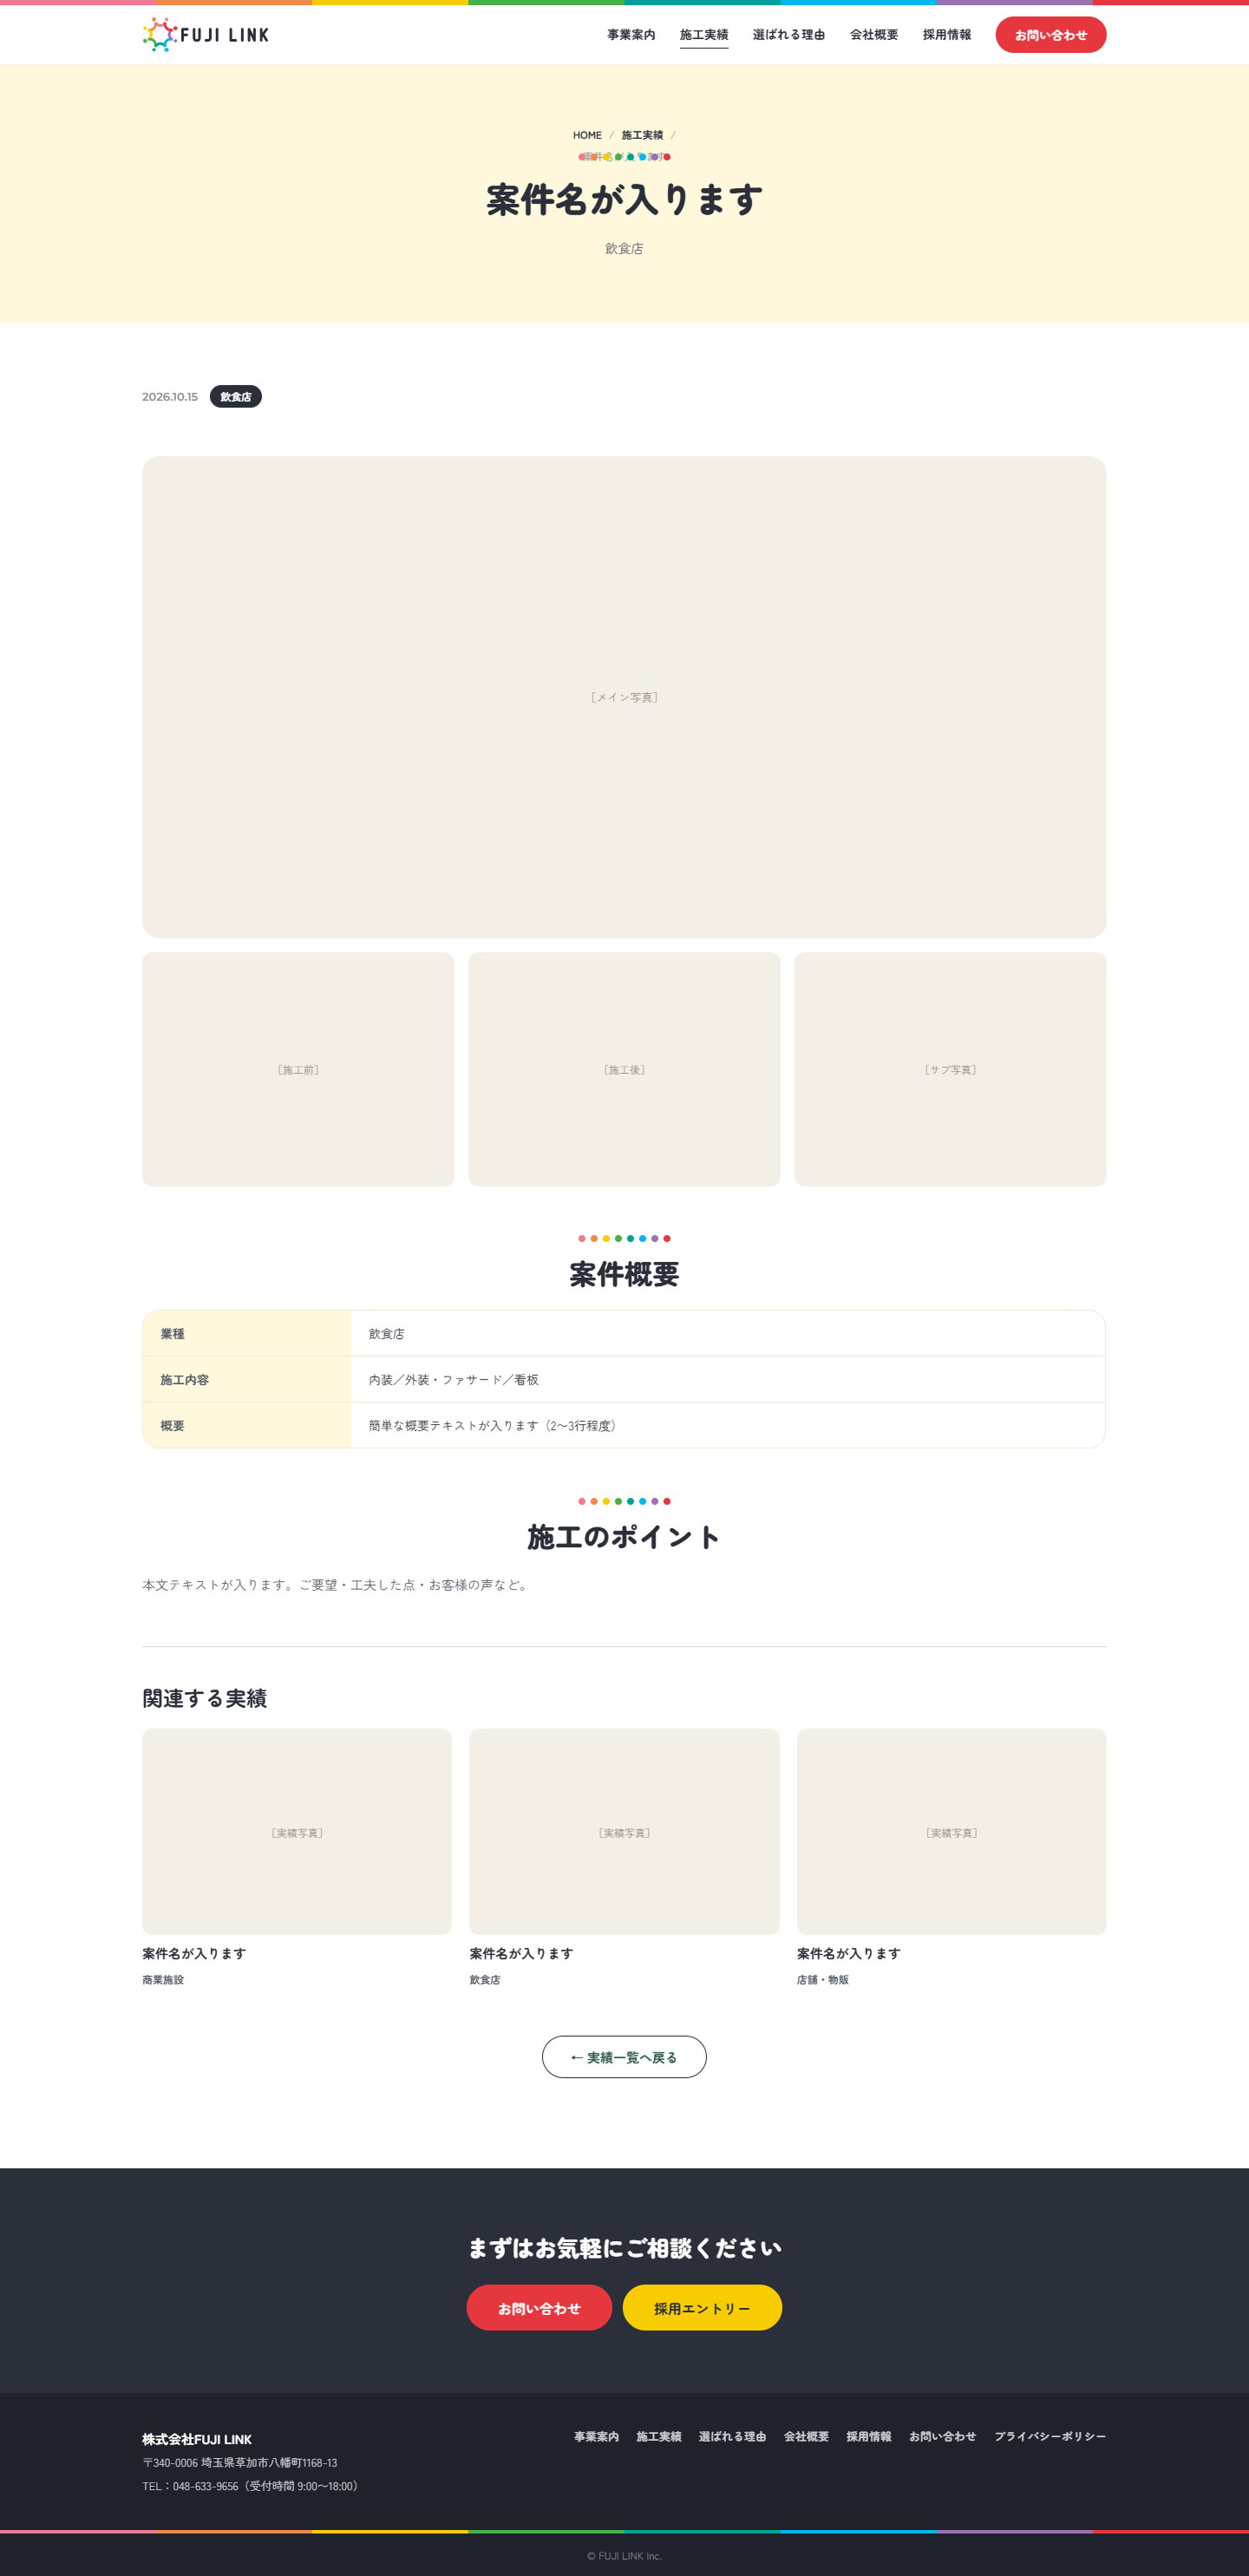 FUJI LINK
事業案内 施工実績 選ばれる理由 会社概要 採用情報 お問い合わせ
HOME / 施工実績 /
案件名が入ります
案件名が入ります
飲食店
2026.10.15 飲食店
［メイン写真］
［施工前］ ［施工後］ ［サブ写真］
案件概要
業種 飲食店
施工内容 内装／外装・ファサード／看板
概要 簡単な概要テキストが入ります（2〜3行程度）
施工のポイント
本文テキストが入ります。ご要望・工夫した点・お客様の声など。
関連する実績
［実績写真］ ［実績写真］ ［実績写真］
案件名が入ります 案件名が入ります 案件名が入ります
商業施設 飲食店 店舗・物販
← 実績一覧へ戻る
まずはお気軽にご相談ください
お問い合わせ 採用エントリー
株式会社FUJI LINK
事業案内 施工実績 選ばれる理由 会社概要 採用情報 お問い合わせ プライバシーポリシー
〒340-0006 埼玉県草加市八幡町1168-13
TEL：048-633-9656（受付時間 9:00〜18:00）
© FUJI LINK Inc.